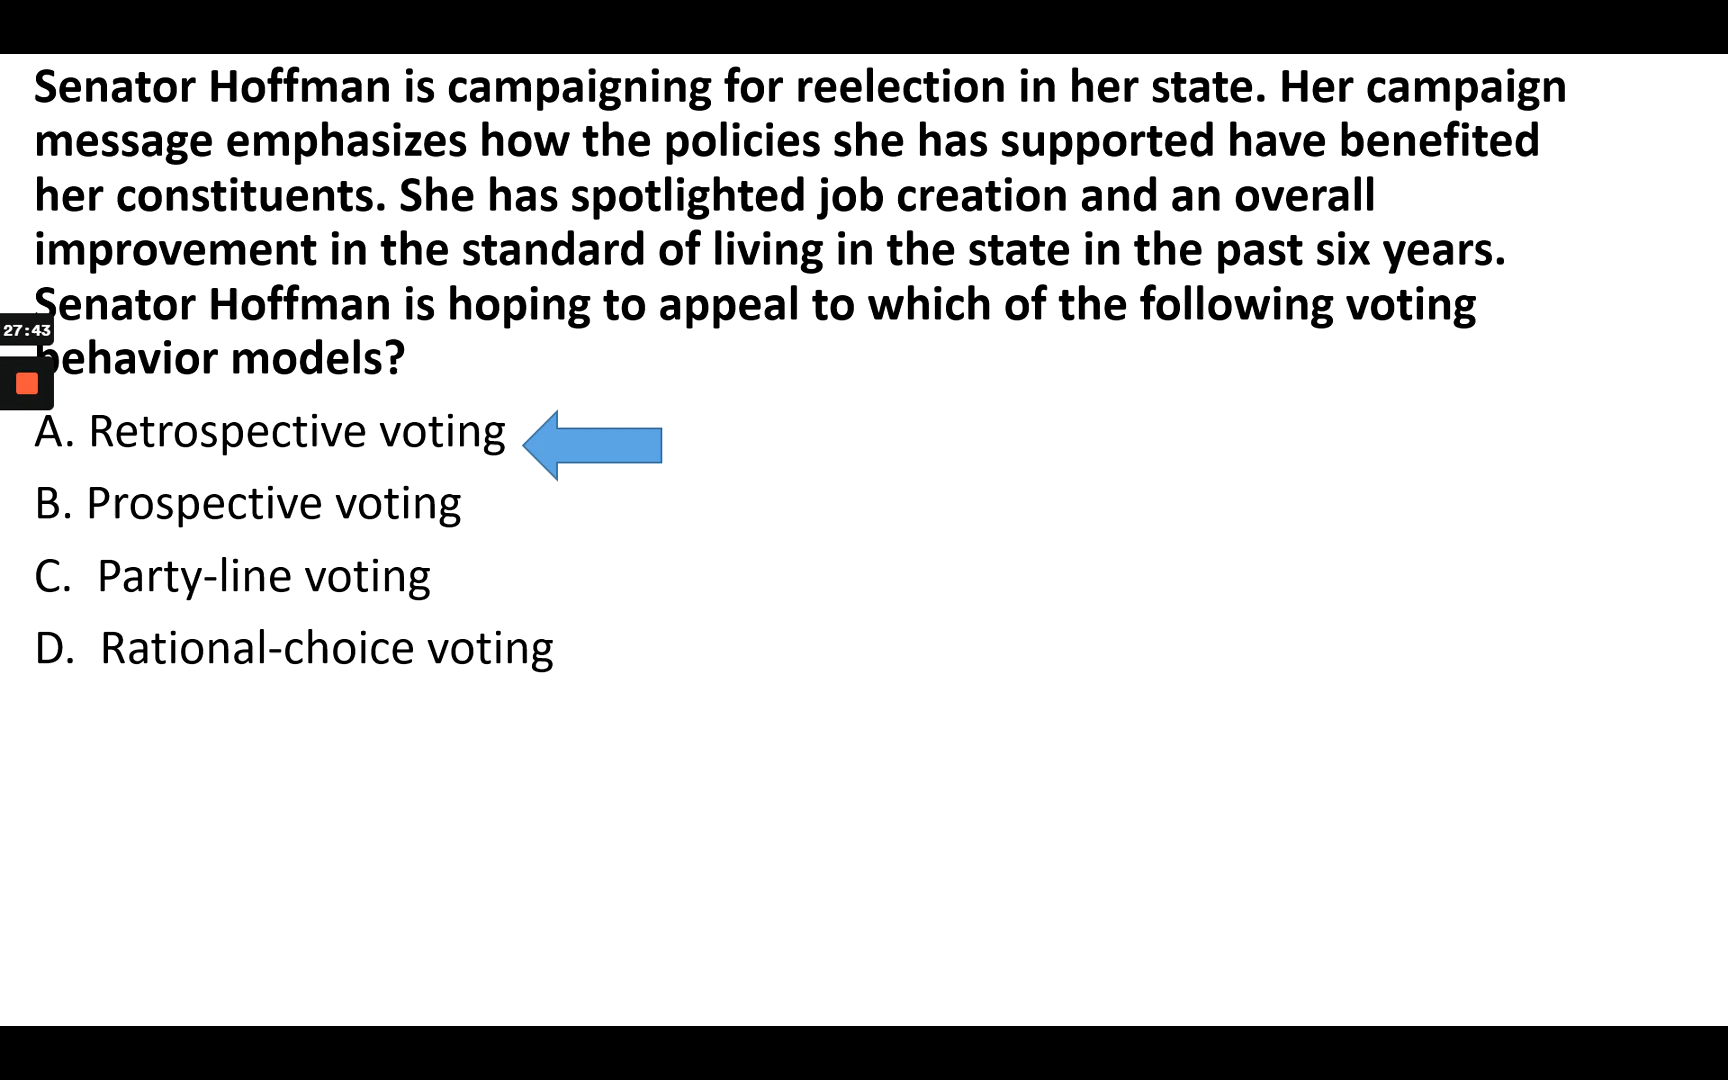 Senator Hoffman is campaigning for reelection in her state. Her campaign
message emphasizes how the policies she has supported have benefited
her constituents. She has spotlighted job creation and an overall
improvement in the standard of living in the state in the past six years.
Senator Hoffman is hoping to appeal to which of the following voting
27:43
behavior models?
A. Retrospective voting
B. Prospective voting
C. Party-line voting
D. Rational-choice voting